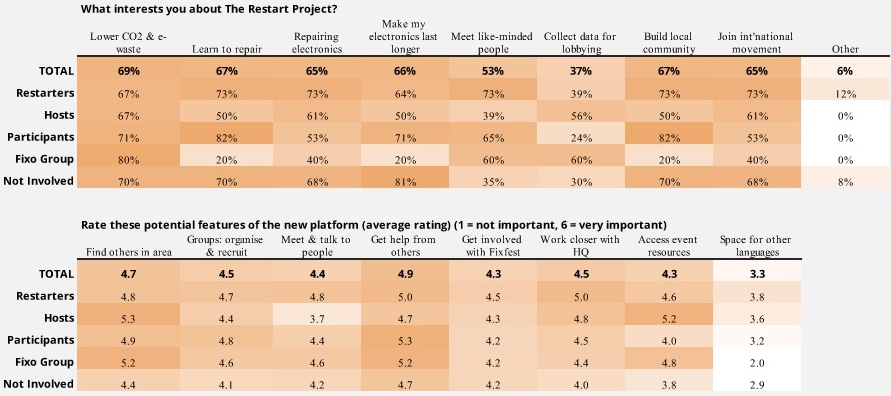 What interests you about The Restart Project?
Lower CO2 & e-waste Learn to repair Repairing electronics Make my electronics last longer Meet like-minded people Collect data for lobbying Build local community Join int'national movement Other
TOTAL 69% 67% 65% 66% 53% 37% 67% 65% 6%
Restarters 67% 73% 73% 64% 73% 39% 73% 73% 12%
Hosts 67% 50% 61% 50% 39% 56% 50% 61% 0%
Participants 71% 82% 53% 71% 65% 24% 82% 53% 0%
Fixo Group 80% 20% 40% 20% 60% 60% 20% 40% 0%
Not Involved 70% 70% 68% 81% 35% 30% 70% 68% 8%
Rate these potential features of the new platform (average rating) (1 = not important, 6 = very important)
Find others in area Groups: organise & recruit Meet & talk to people Get help from others Get involved with Fixfest Work closer with HQ Access event resources Space for other languages
TOTAL 4.7 4.5 4.4 4.9 4.3 4.5 4.3 3.3
Restarters 4.8 4.7 4.8 5.0 4.5 5.0 4.6 3.8
Hosts 5.3 4.4 3.7 4.7 4.3 4.8 5.2 3.6
Participants 4.9 4.8 4.4 5.3 4.2 4.5 4.0 3.2
Fixo Group 5.2 4.6 4.6 5.2 4.2 4.4 4.8 2.0
Not Involved 4.4 4.1 4.2 4.7 4.2 4.0 3.8 2.9